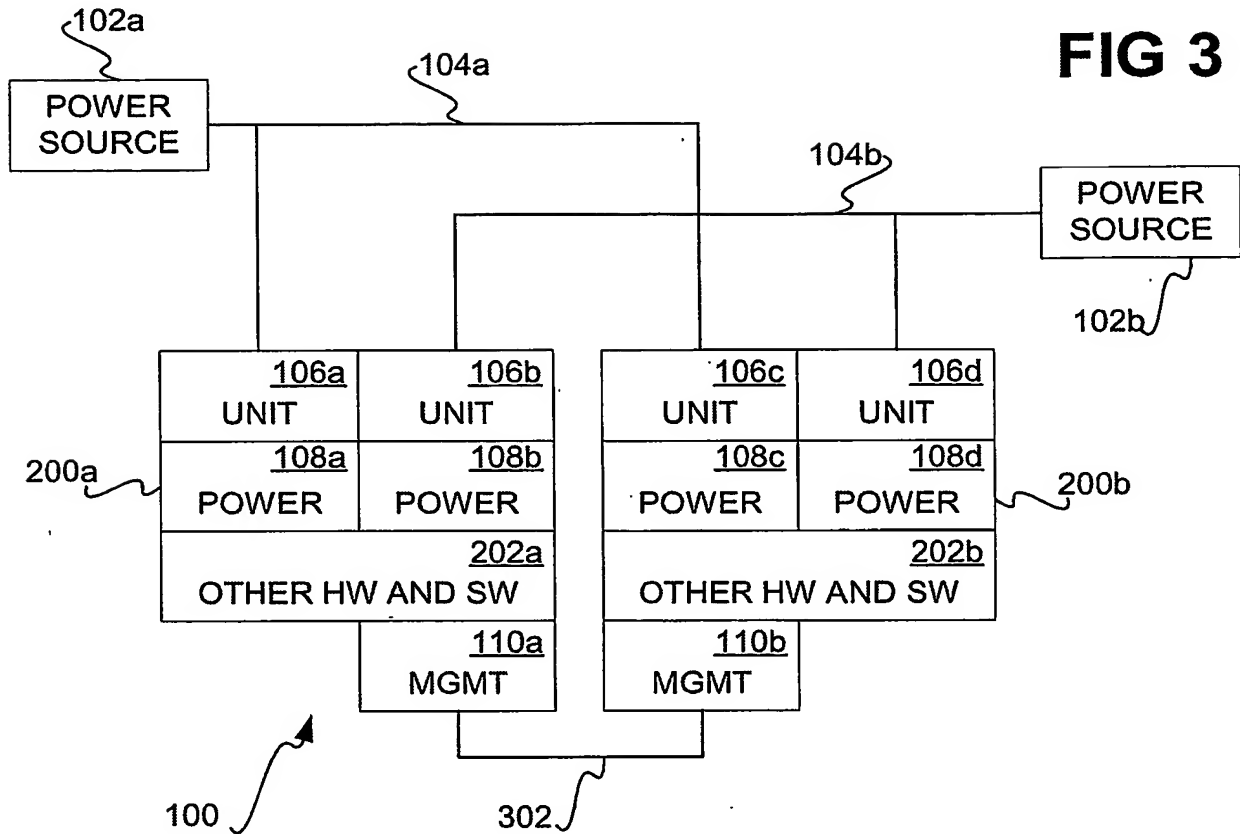 102a
FIG 3
104a
POWER
SOURCE
104b
POWER
SOURCE
102b
106a
UNIT
106b
UNIT
106c
UNIT
106d
UNIT
200a
108a
POWER
108b
POWER
108c
POWER
108d
POWER
200b
202a
OTHER HW AND SW
202b
OTHER HW AND SW
110a
MGMT
110b
MGMT
100
302